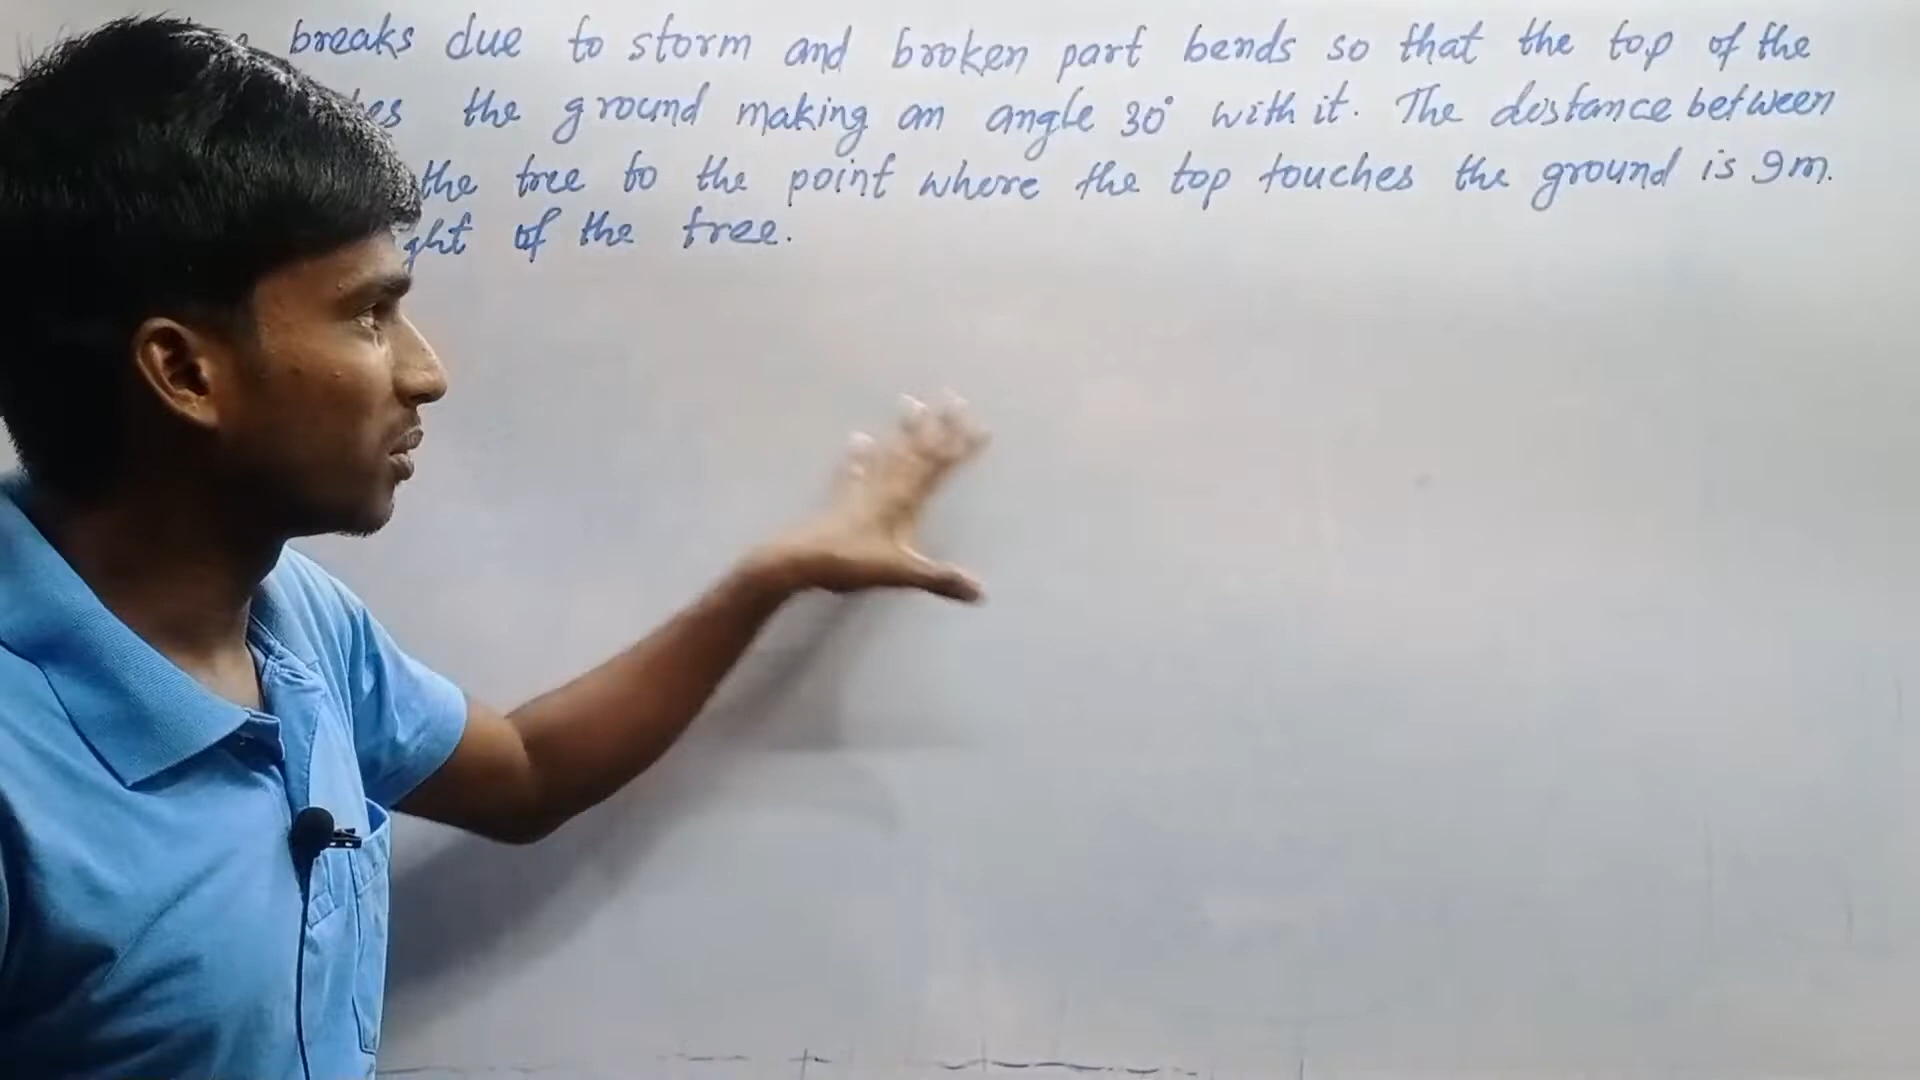 breaks due to storm and broken part bends so that the top of the
the ground making an angle 30° with it. The distance between
the tree to the point where the top touches the ground is 9m.
of the tree.